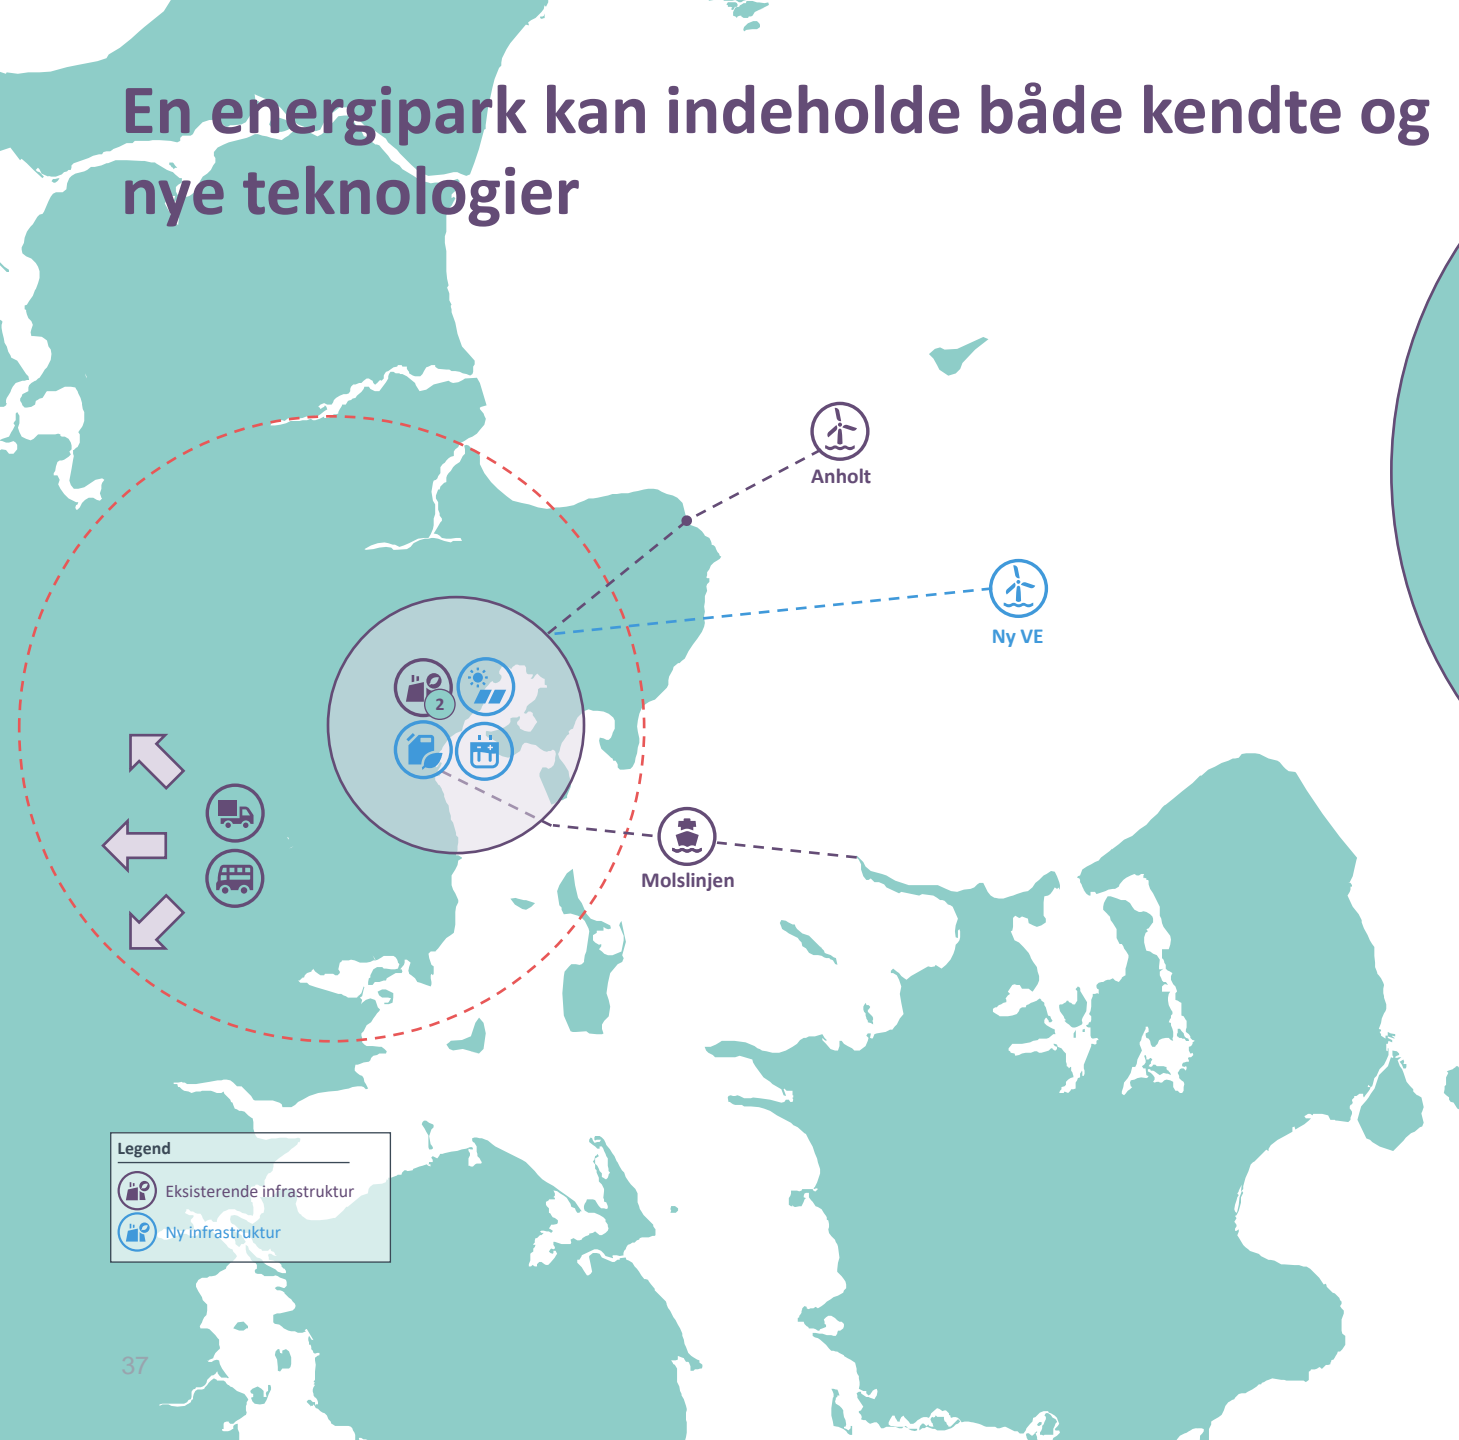 En energipark kan indeholde både kendte og
nye teknologier
Anholt
Ny VE
2
Molslinjen
Legend
Eksisterende infrastruktur
Ny infrastruktur
37